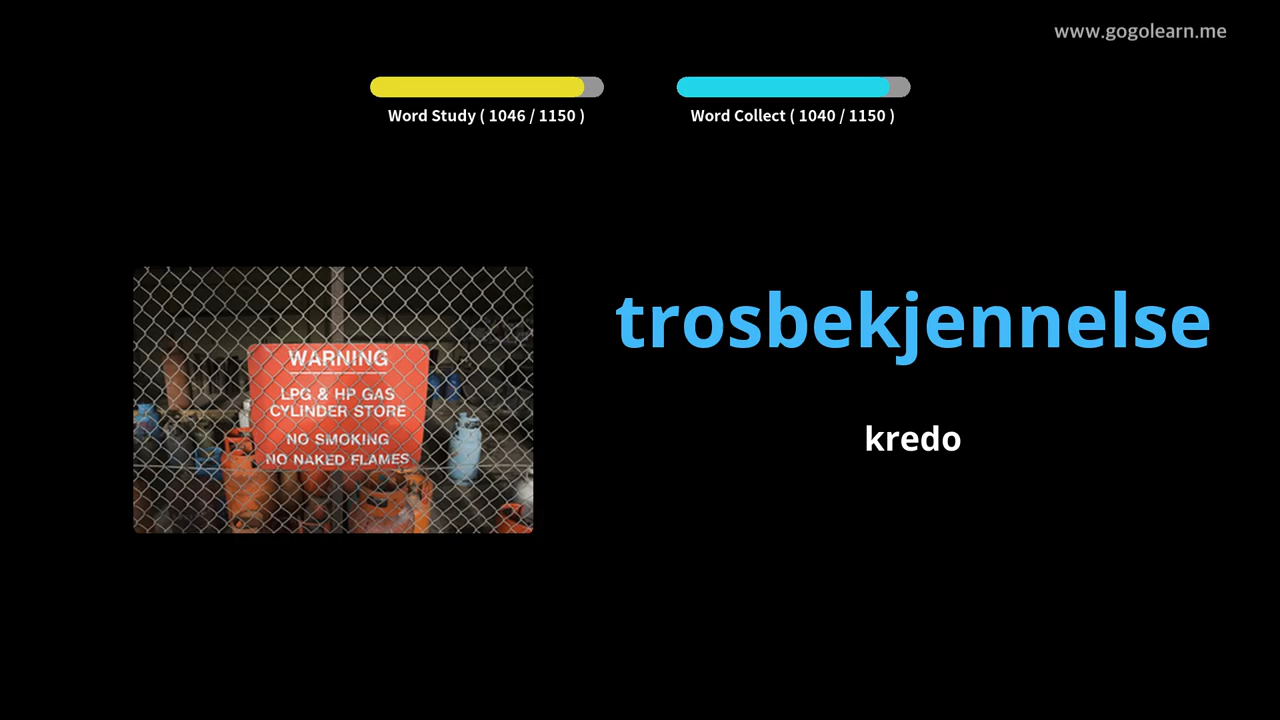 www.gogolearn.me
Word Study ( 1046 / 1150 )
Word Collect ( 1040 / 1150 )
trosbekjennelse
kredo
WARNING
LPG & HP GAS
CYLINDER STORE
NO SMOKING
NO NAKED FLAMES